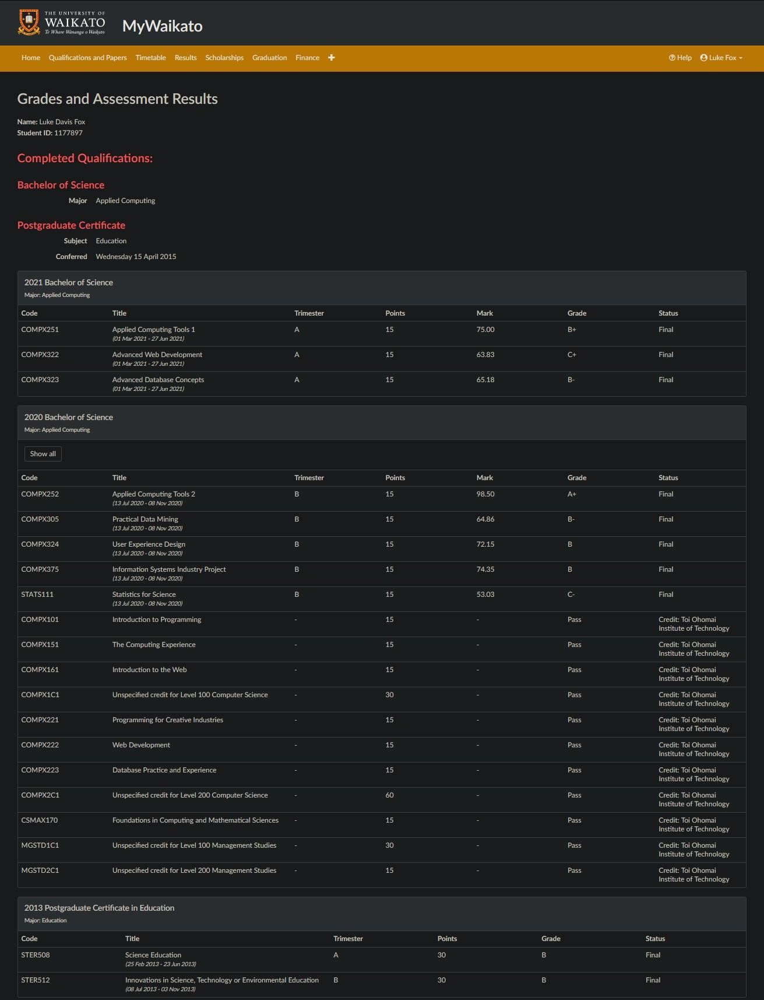 THE UNIVERSITY OF
WAIKATO
Te Whare Wānanga o Waikato
MyWaikato
Home Qualifications and Papers Timetable Results Scholarships Graduation Finance Help Luke Fox
Grades and Assessment Results
Name: Luke Davis Fox
Student ID: 1177897
Completed Qualifications:
Bachelor of Science
Major Applied Computing
Postgraduate Certificate
Subject Education
Conferred Wednesday 15 April 2015
2021 Bachelor of Science
Major: Applied Computing
Code Title Trimester Points Mark Grade Status
COMPX251 Applied Computing Tools 1 A 15 75.00 B+ Final
(01 Mar 2021 - 27 Jun 2021)
COMPX322 Advanced Web Development A 15 63.83 C+ Final
(01 Mar 2021 - 27 Jun 2021)
COMPX323 Advanced Database Concepts A 15 65.18 B- Final
(01 Mar 2021 - 27 Jun 2021)
2020 Bachelor of Science
Major: Applied Computing
Show all
Code Title Trimester Points Mark Grade Status
COMPX252 Applied Computing Tools 2 B 15 98.50 A+ Final
(13 Jul 2020 - 08 Nov 2020)
COMPX305 Practical Data Mining B 15 64.86 B- Final
(13 Jul 2020 - 08 Nov 2020)
COMPX324 User Experience Design B 15 72.15 B Final
(13 Jul 2020 - 08 Nov 2020)
COMPX375 Information Systems Industry Project B 15 74.35 B Final
(13 Jul 2020 - 08 Nov 2020)
STATS111 Statistics for Science B 15 53.03 C- Final
(13 Jul 2020 - 08 Nov 2020)
COMPX101 Introduction to Programming - 15 - Pass Credit: Toi Ohomai
Institute of Technology
COMPX151 The Computing Experience - 15 - Pass Credit: Toi Ohomai
Institute of Technology
COMPX161 Introduction to the Web - 15 - Pass Credit: Toi Ohomai
Institute of Technology
COMPX1C1 Unspecified credit for Level 100 Computer Science - 30 - Pass Credit: Toi Ohomai
Institute of Technology
COMPX221 Programming for Creative Industries - 15 - Pass Credit: Toi Ohomai
Institute of Technology
COMPX222 Web Development - 15 - Pass Credit: Toi Ohomai
Institute of Technology
COMPX223 Database Practice and Experience - 15 - Pass Credit: Toi Ohomai
Institute of Technology
COMPX2C1 Unspecified credit for Level 200 Computer Science - 60 - Pass Credit: Toi Ohomai
Institute of Technology
CSMAX170 Foundations in Computing and Mathematical Sciences - 15 - Pass Credit: Toi Ohomai
Institute of Technology
MGSTD1C1 Unspecified credit for Level 100 Management Studies - 30 - Pass Credit: Toi Ohomai
Institute of Technology
MGSTD2C1 Unspecified credit for Level 200 Management Studies - 15 - Pass Credit: Toi Ohomai
Institute of Technology
2013 Postgraduate Certificate in Education
Major: Education
Code Title Trimester Points Grade Status
STER508 Science Education A 30 B Final
(25 Feb 2013 - 23 Jun 2013)
STER512 Innovations in Science, Technology or Environmental Education B 30 B Final
(08 Jul 2013 - 03 Nov 2013)